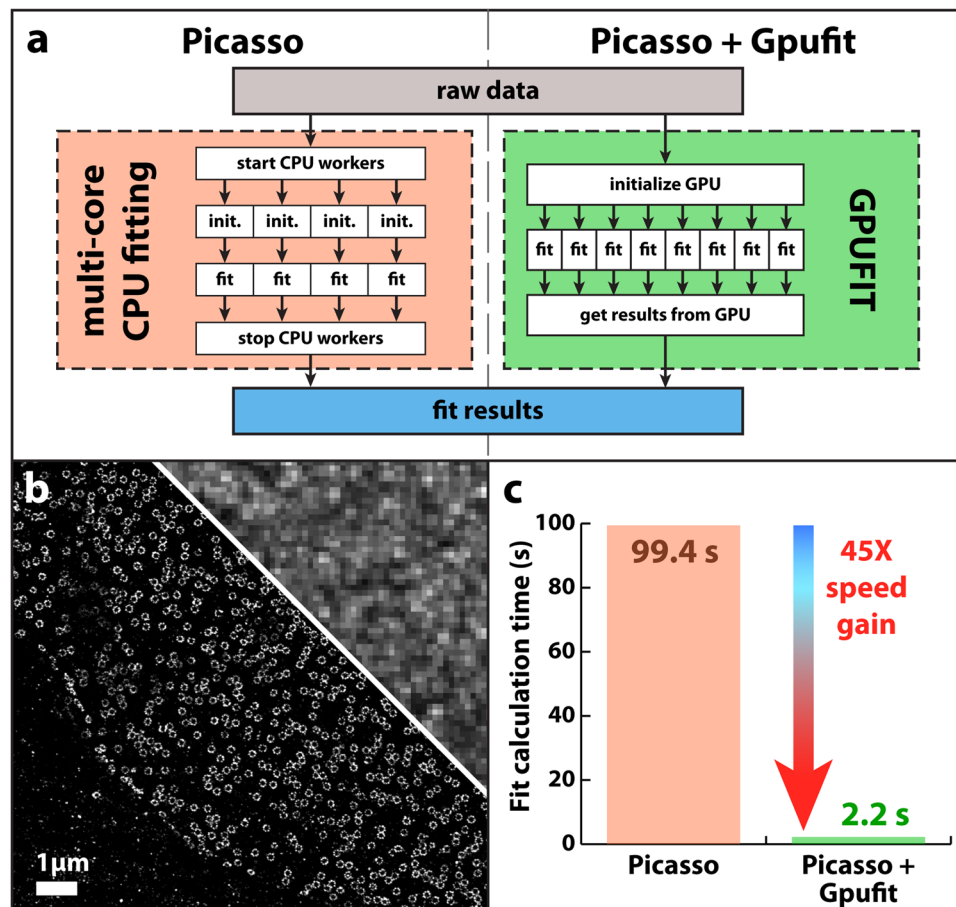 a
Picasso
Picasso + Gpufit
raw data
multi-core
CPU fitting
start CPU workers
init. init. init. init.
fit fit fit fit
stop CPU workers
initialize GPU
fit fit fit fit fit fit fit fit
get results from GPU
GPUFIT
fit results
b
1μm
c
Fit calculation time (s)
100
80
60
40
20
0
99.4 s
45X
speed
gain
2.2 s
Picasso
Picasso +
Gpufit